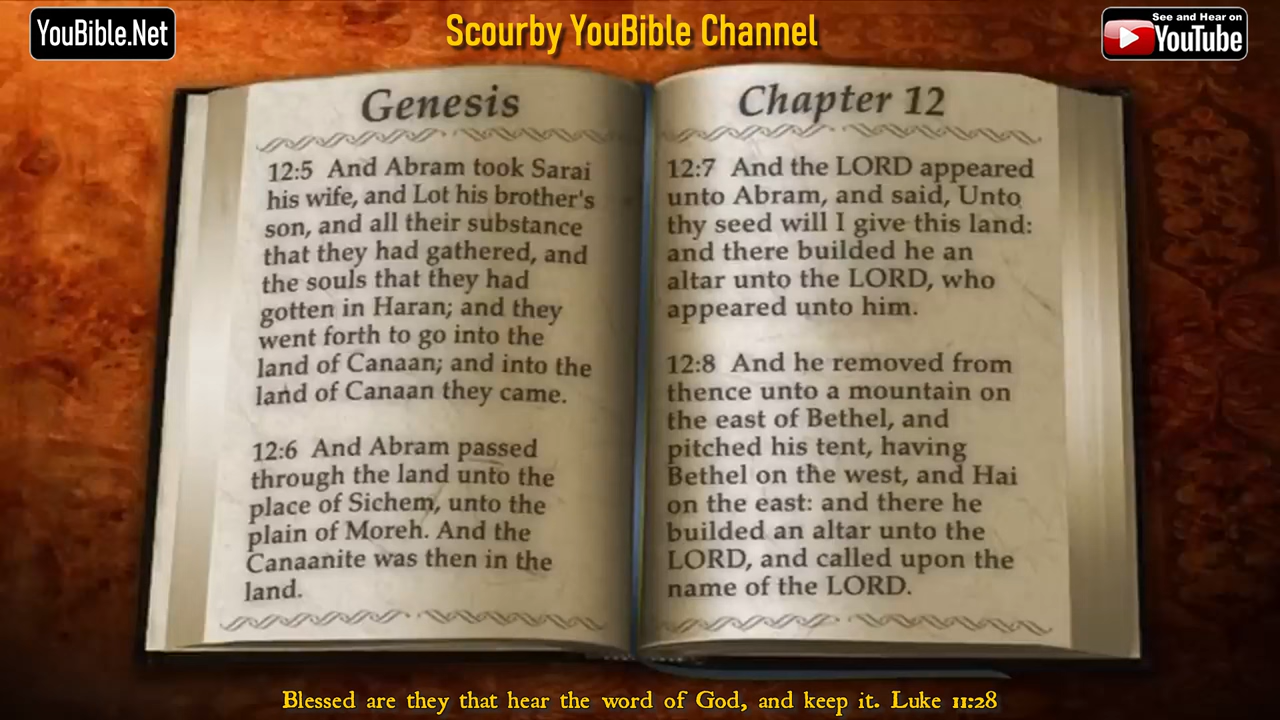 YouBible.Net
Scourby YouBible Channel
See and Hear on
YouTube
Genesis
12:5 And Abram took Sarai
his wife, and Lot his brother's
son, and all their substance
that they had gathered, and
the souls that they had
gotten in Haran; and they
went forth to go into the
land of Canaan; and into the
land of Canaan they came.
12:6 And Abram passed
through the land unto the
place of Sichem, unto the
plain of Moreh. And the
Canaanite was then in the
land.
Chapter 12
12:7 And the LORD appeared
unto Abram, and said, Unto
thy seed will I give this land:
and there builded he an
altar unto the LORD, who
appeared unto him.
12:8 And he removed from
thence unto a mountain on
the east of Bethel, and
pitched his tent, having
Bethel on the west, and Hai
on the east: and there he
builded an altar unto the
LORD, and called upon the
name of the LORD.
Blessed are they that hear the word of God, and keep it. Luke 11:28